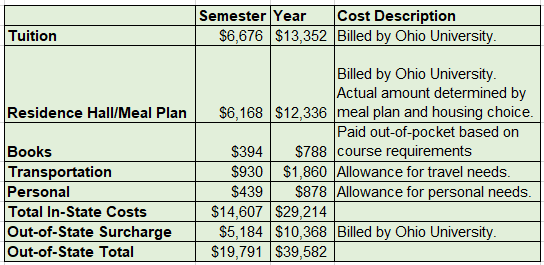 Semester Year Cost Description
Tuition $6,676 $13,352 Billed by Ohio University.
Billed by Ohio University.
Actual amount determined by
Residence Hall/Meal Plan $6,168 $12,336 meal plan and housing choice.
Paid out-of-pocket based on
Books $394 $788 course requirements
Transportation $930 $1,860 Allowance for travel needs.
Personal $439 $878 Allowance for personal needs.
Total In-State Costs $14,607 $29,214
Out-of-State Surcharge $5,184 $10,368 Billed by Ohio University.
Out-of-State Total $19,791 $39,582